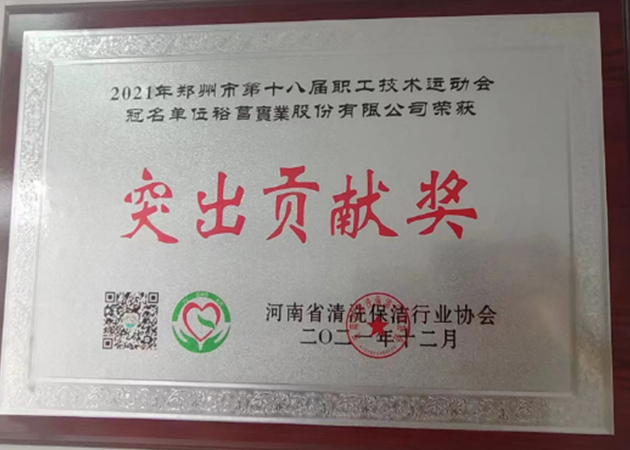 2021年郑州市第十八届职工技术运动会
冠名单位裕菖實業股份有限公司荣获
突出贡献奖
河南省清洗保洁行业协会
二〇二一年十二月